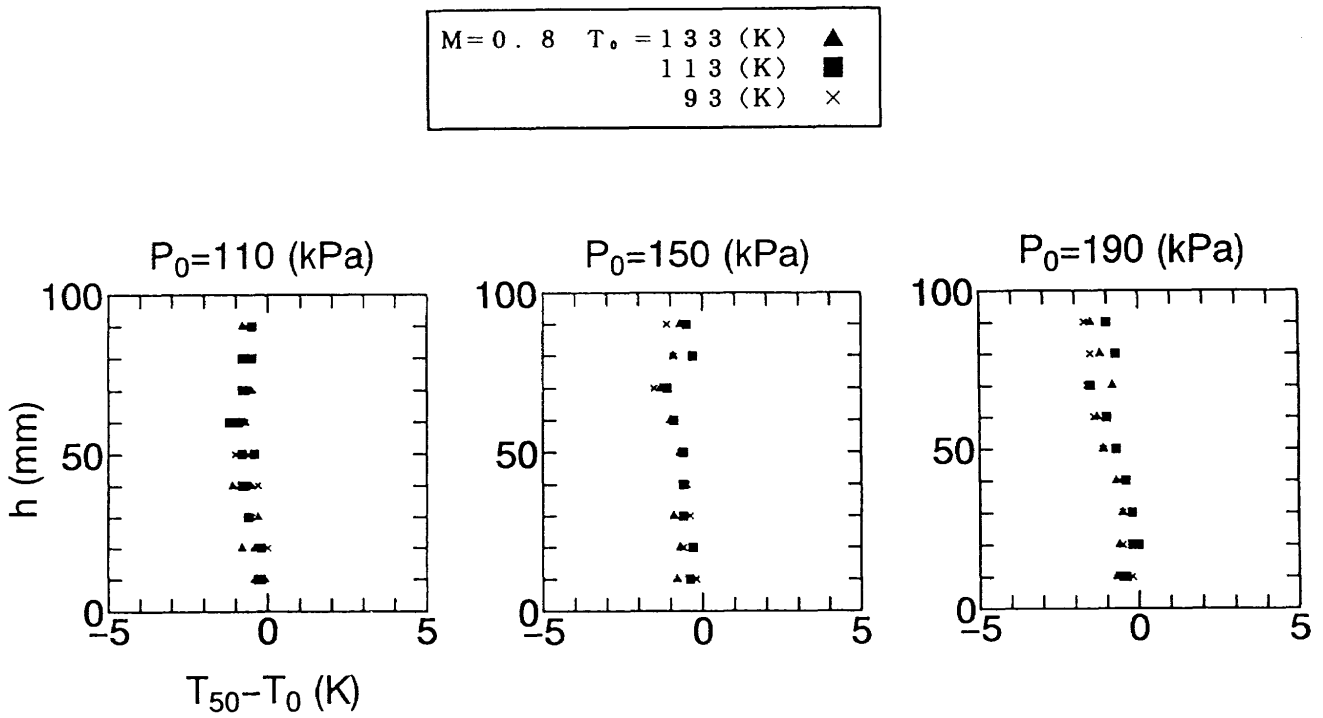 M=0.8 T₀=133(K) ▲
113(K) ■
93(K) ×
P₀=110 (kPa)
P₀=150 (kPa)
P₀=190 (kPa)
100
100
100
50
50
50
h (mm)
0
0
0
−5 0 5
−5 0 5
−5 0 5
T₅₀−T₀ (K)